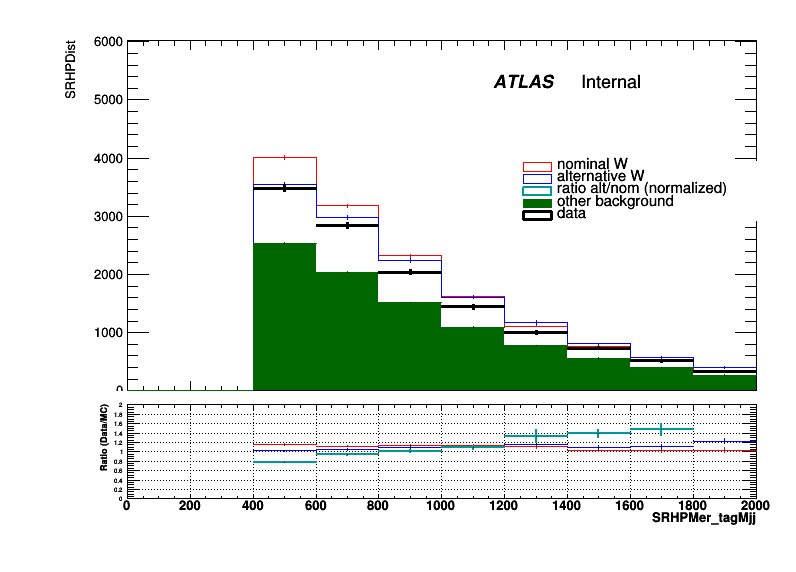 SRHPDist
6000
5000
4000
3000
2000
1000
0
ATLAS Internal
nominal W
alternative W
ratio alt/nom (normalized)
other background
data
Ratio (Data/MC)
2
1.8
1.6
1.4
1.2
1
0.8
0.6
0.4
0.2
0
0 200 400 600 800 1000 1200 1400 1600 1800 2000
SRHPMer_tagMjj